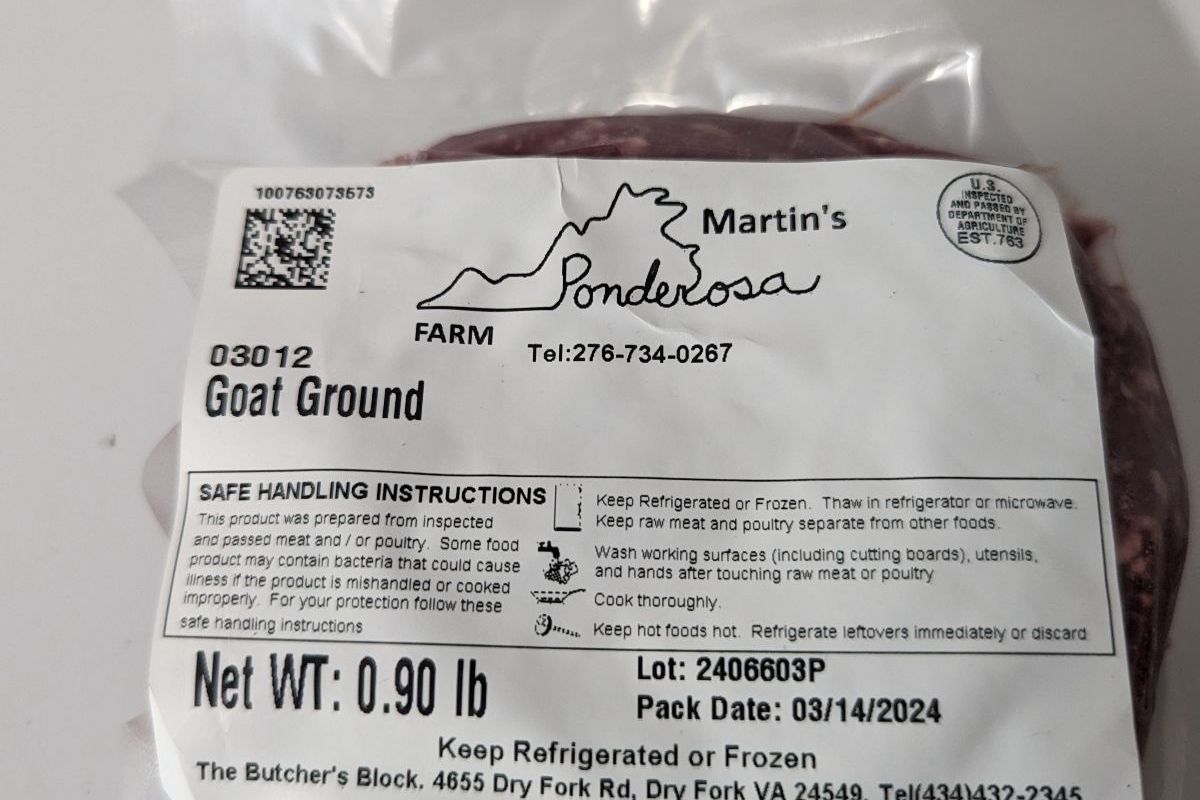 100763073573
Martin's
Ponderosa
FARM
Tel:276-734-0267
U.S.
INSPECTED
AND PASSED BY
DEPARTMENT OF
AGRICULTURE
EST.763
03012
Goat Ground
SAFE HANDLING INSTRUCTIONS
This product was prepared from inspected
and passed meat and / or poultry. Some food
product may contain bacteria that could cause
illness if the product is mishandled or cooked
improperly. For your protection follow these
safe handling instructions
Keep Refrigerated or Frozen. Thaw in refrigerator or microwave.
Keep raw meat and poultry separate from other foods.
Wash working surfaces (including cutting boards), utensils,
and hands after touching raw meat or poultry
Cook thoroughly.
Keep hot foods hot. Refrigerate leftovers immediately or discard
Net WT: 0.90 lb
Lot: 2406603P
Pack Date: 03/14/2024
Keep Refrigerated or Frozen
The Butcher's Block. 4655 Dry Fork Rd, Dry Fork VA 24549. Tel(434)432-2345